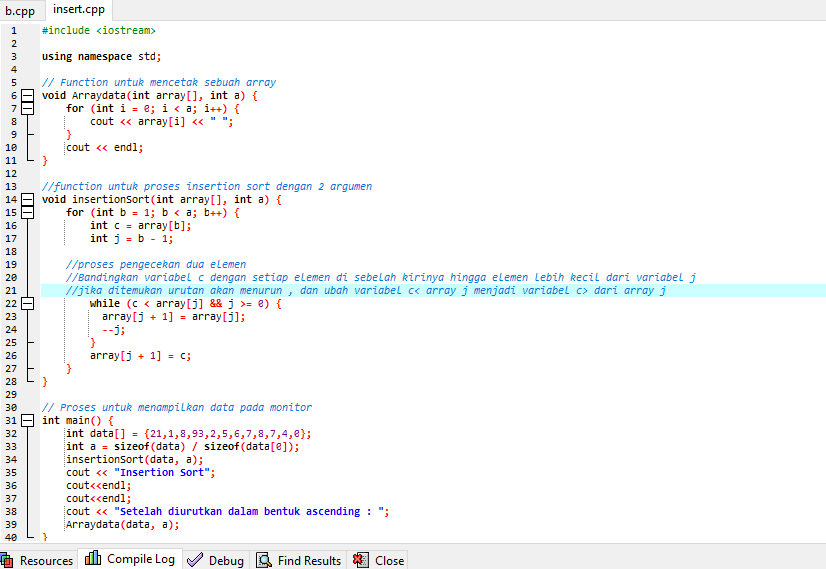 b.cpp insert.cpp
1 #include <iostream>
2
3 using namespace std;
4
5 // Function untuk mencetak sebuah array
6 void Arraydata(int array[], int a) {
7 for (int i = 0; i < a; i++) {
8 cout << array[i] << " ";
9 }
10 cout << endl;
11 }
12
13 //function untuk proses insertion sort dengan 2 argumen
14 void insertionSort(int array[], int a) {
15 for (int b = 1; b < a; b++) {
16 int c = array[b];
17 int j = b - 1;
18
19 //proses pengecekan dua elemen
20 //Bandingkan variabel c dengan setiap elemen di sebelah kirinya hingga elemen lebih kecil dari variabel j
21 //jika ditemukan urutan akan menurun , dan ubah variabel c< array j menjadi variabel c> dari array j
22 while (c < array[j] && j >= 0) {
23 array[j + 1] = array[j];
24 --j;
25 }
26 array[j + 1] = c;
27 }
28 }
29
30 // Proses untuk menampilkan data pada monitor
31 int main() {
32 int data[] = {21,1,8,93,2,5,6,7,8,7,4,0};
33 int a = sizeof(data) / sizeof(data[0]);
34 insertionSort(data, a);
35 cout << "Insertion Sort";
36 cout<<endl;
37 cout<<endl;
38 cout << "Setelah diurutkan dalam bentuk ascending : ";
39 Arraydata(data, a);
40 }
Resources Compile Log Debug Find Results Close